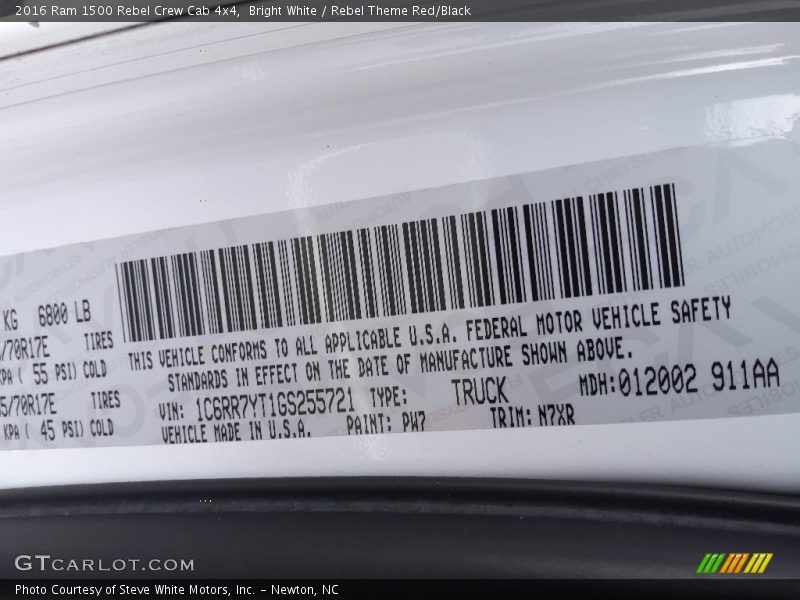 2016 Ram 1500 Rebel Crew Cab 4x4, Bright White / Rebel Theme Red/Black
KG 6800 LB
/70R17E TIRES
KPA ( 55 PSI) COLD
5/70R17E TIRES
KPA ( 45 PSI) COLD
THIS VEHICLE CONFORMS TO ALL APPLICABLE U.S.A. FEDERAL MOTOR VEHICLE SAFETY
STANDARDS IN EFFECT ON THE DATE OF MANUFACTURE SHOWN ABOVE.
VIN: 1C6RR7YT1GS255721 TYPE: TRUCK MDH:012002 911AA
VEHICLE MADE IN U.S.A. PAINT: PW7 TRIM: N7XR
GTCARLOT.COM
Photo Courtesy of Steve White Motors, Inc. – Newton, NC